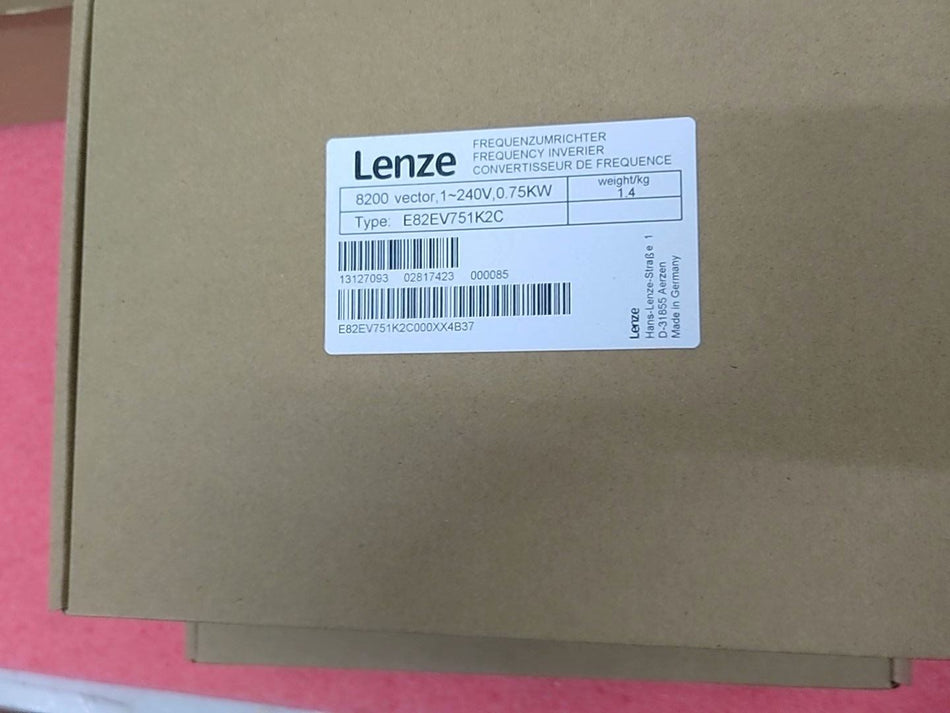 Lenze
FREQUENZUMRICHTER
FREQUENCY INVERIER
CONVERTISSEUR DE FREQUENCE
8200 vector,1~240V,0.75KW
weight/kg
1.4
Type: E82EV751K2C
13127093 02817423 000085
E82EV751K2C000XX4B37
Lenze
Hans-Lenze-Straße 1
D-31855 Aerzen
Made in Germany